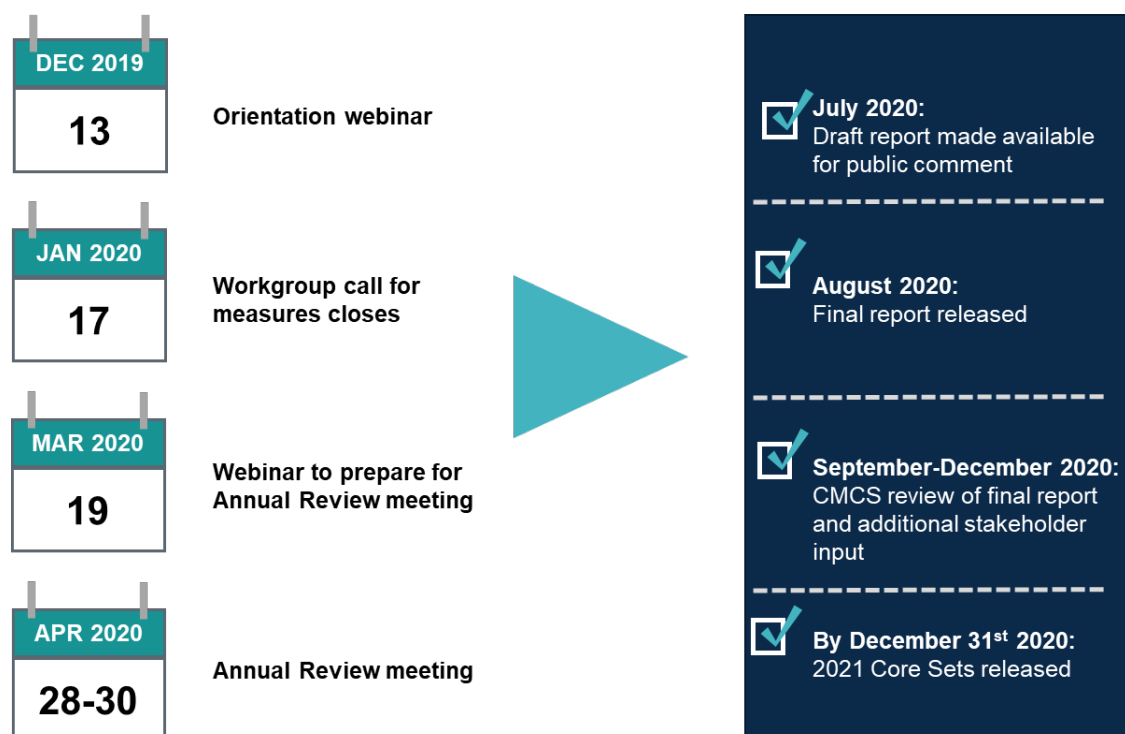 DEC 2019
13
Orientation webinar
JAN 2020
17
Workgroup call for
measures closes
MAR 2020
19
Webinar to prepare for
Annual Review meeting
APR 2020
28-30
Annual Review meeting
July 2020:
Draft report made available
for public comment
August 2020:
Final report released
September-December 2020:
CMCS review of final report
and additional stakeholder
input
By December 31st 2020:
2021 Core Sets released